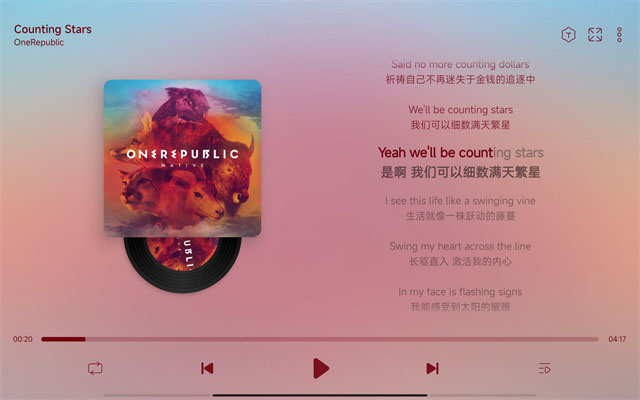 Counting Stars
OneRepublic
T
ONEREPUBLIC
NATIVE
REPUBLIC
Said no more counting dollars
祈祷自己不再迷失于金钱的追逐中
We'll be counting stars
我们可以细数满天繁星
Yeah we'll be counting stars
是啊 我们可以细数满天繁星
I see this life like a swinging vine
生活就像一株跃动的藤蔓
Swing my heart across the line
长驱直入 激活我的内心
In my face is flashing signs
我能感受到太阳的耀眼
00:20
04:17